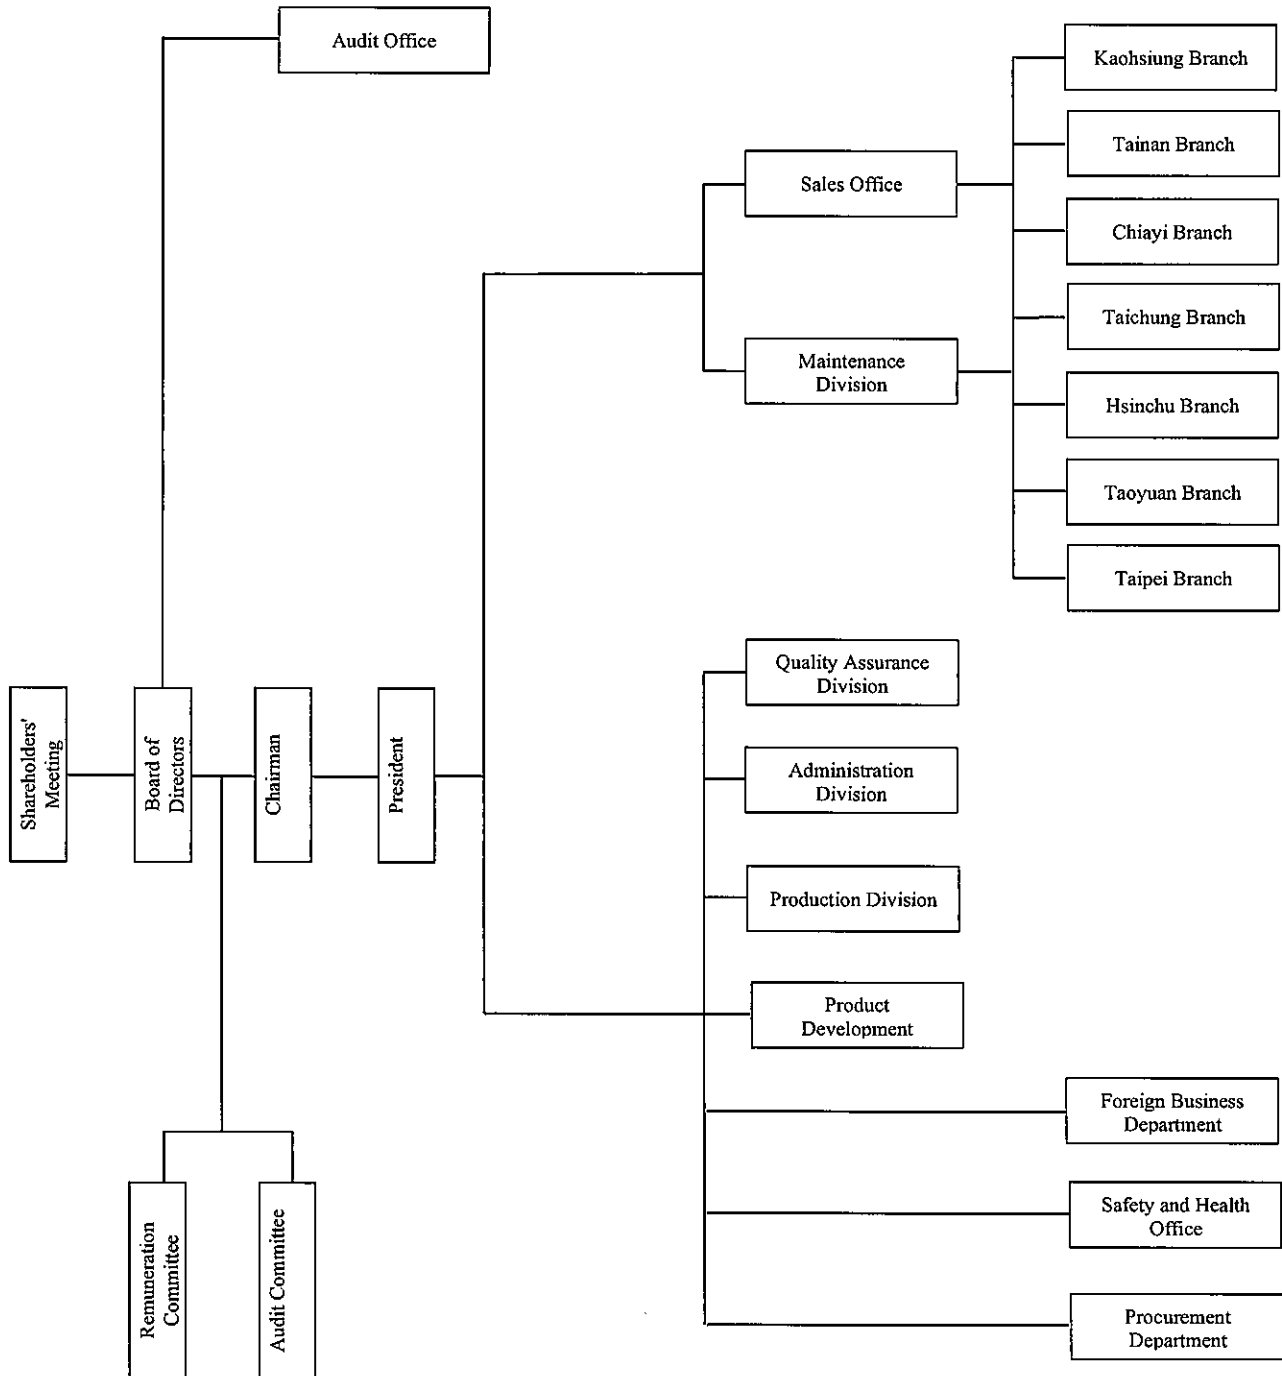 Audit Office
Kaohsiung Branch
Tainan Branch
Sales Office
Chiayi Branch
Taichung Branch
Maintenance
Division
Hsinchu Branch
Taoyuan Branch
Taipei Branch
Quality Assurance
Division
Shareholders'
Meeting
Board of
Directors
Chairman
President
Administration
Division
Production Division
Product
Development
Foreign Business
Department
Safety and Health
Office
Remuneration
Committee
Audit Committee
Procurement
Department